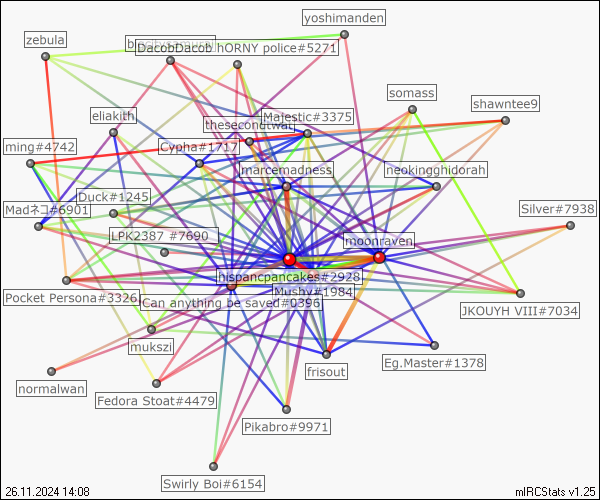 yoshimanden
zebula
DacobDacob hORNY police#5271
somass
shawntee9
eliakith
Majestic#3375
thesecondtwal
ming#4742
Cypha#1717
marcemadness
neokingghidorah
Duck#1245
Madネコ#6901
Silver#7938
LPK2387 #7690
moonraven
hispancpancakes#2928
Mushy#1984
Pocket Persona#3326
Can anything be saved#0396
JKOUYH VIII#7034
mukszi
Eg.Master#1378
frisout
normalwan
Fedora Stoat#4479
Pikabro#9971
Swirly Boi#6154
26.11.2024 14:08
mIRCStats v1.25